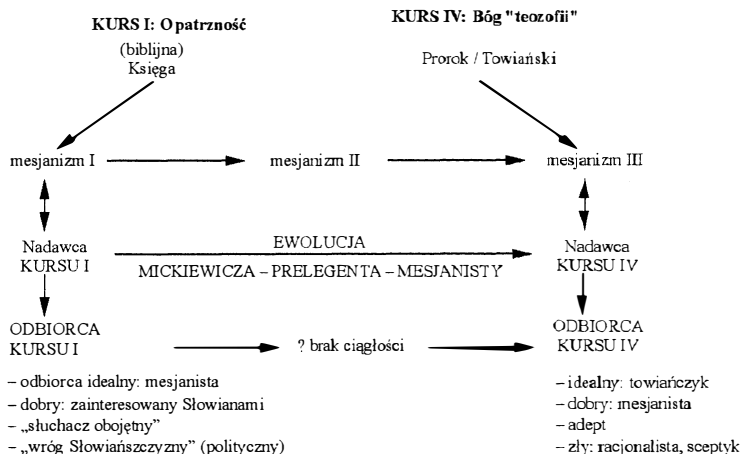 KURS I: Opatrzność
(biblijna)
Księga
KURS IV: Bóg "teozofii"
Prorok / Towiański
mesjanizm I
mesjanizm II
mesjanizm III
Nadawca
KURSU I
EWOLUCJA
MICKIEWICZA – PRELEGENTA – MESJANISTY
Nadawca
KURSU IV
ODBIORCA
KURSU I
? brak ciągłości
ODBIORCA
KURSU IV
– odbiorca idealny: mesjanista
– dobry: zainteresowany Słowianami
– „słuchacz obojętny”
– „wróg Słowiańszczyzny” (polityczny)
– idealny: towiańczyk
– dobry: mesjanista
– adept
– zły: racjonalista, sceptyk